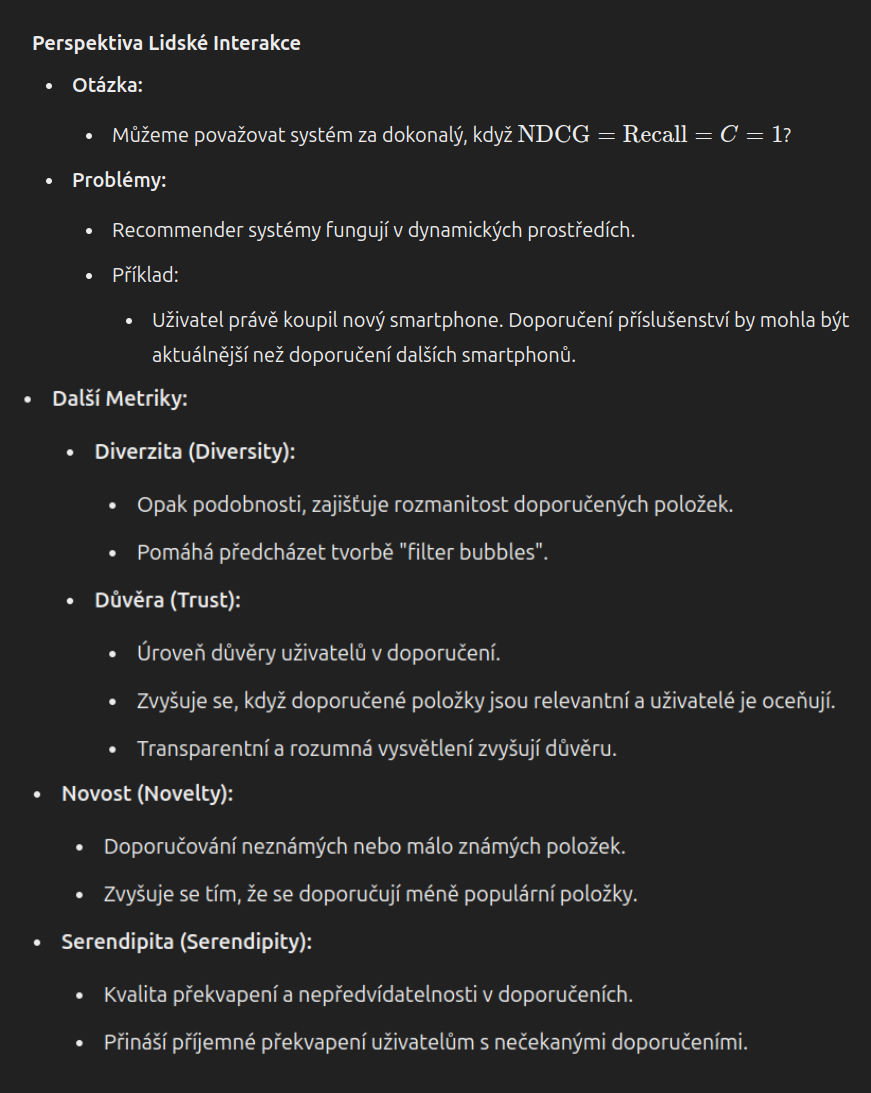 Perspektiva Lidské Interakce
• Otázka:
• Můžeme považovat systém za dokonalý, když NDCG = Recall = C = 1?
• Problémy:
• Recommender systémy fungují v dynamických prostředích.
• Příklad:
• Uživatel právě koupil nový smartphone. Doporučení příslušenství by mohla být
aktuálnější než doporučení dalších smartphonů.
• Další Metriky:
• Diverzita (Diversity):
• Opak podobnosti, zajišťuje rozmanitost doporučených položek.
• Pomáhá předcházet tvorbě "filter bubbles".
• Důvěra (Trust):
• Úroveň důvěry uživatelů v doporučení.
• Zvyšuje se, když doporučené položky jsou relevantní a uživatelé je oceňují.
• Transparentní a rozumná vysvětlení zvyšují důvěru.
• Novost (Novelty):
• Doporučování neznámých nebo málo známých položek.
• Zvyšuje se tím, že se doporučují méně populární položky.
• Serendipita (Serendipity):
• Kvalita překvapení a nepředvídatelnosti v doporučeních.
• Přináší příjemné překvapení uživatelům s nečekanými doporučeními.